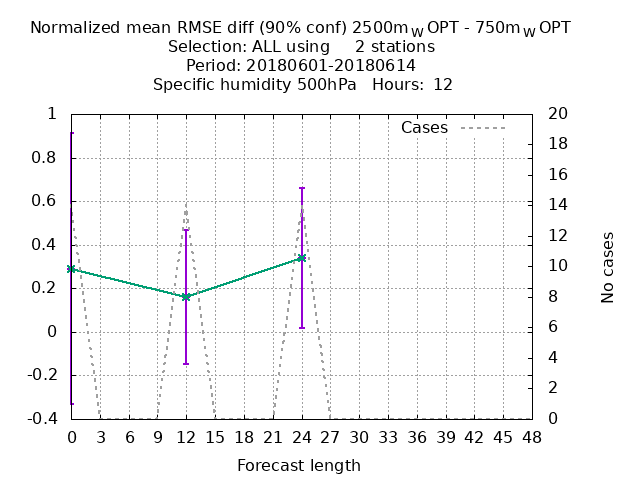 Normalized mean RMSE diff (90% conf) 2500m_W OPT - 750m_W OPT
Selection: ALL using 2 stations
Period: 20180601-20180614
Specific humidity 500hPa Hours: 12
Cases
1
0.8
0.6
0.4
0.2
0
-0.2
-0.4
20
18
16
14
12
10
8
6
4
2
0
No cases
0 3 6 9 12 15 18 21 24 27 30 33 36 39 42 45 48
Forecast length